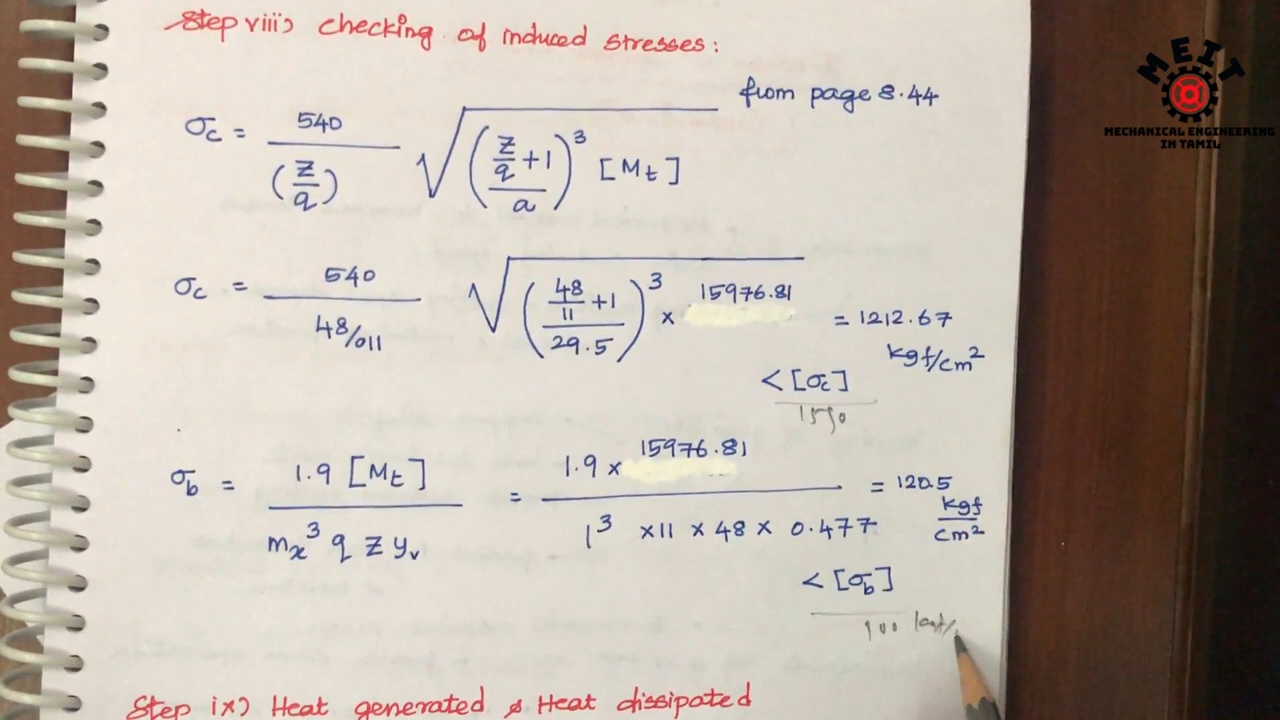 Step viii) Checking of induced stresses:
MEIT
MECHANICAL ENGINEERING
IN TAMIL
from page 8.44
σc = 540 / (z/q) √(((z/q + 1) / a)³ [Mt])
σc = 540 / 48/011 √(((48/11 + 1) / 29.5)³ × 15976.81) = 1212.67
kgf/cm²
< [σc]
σb = 1.9 [Mt] / mx³ q z yv = 1.9 × 15976.81 / 1³ × 11 × 48 × 0.477 = 120.5
kgf/cm²
< [σb]
Step ix) Heat generated & Heat dissipated